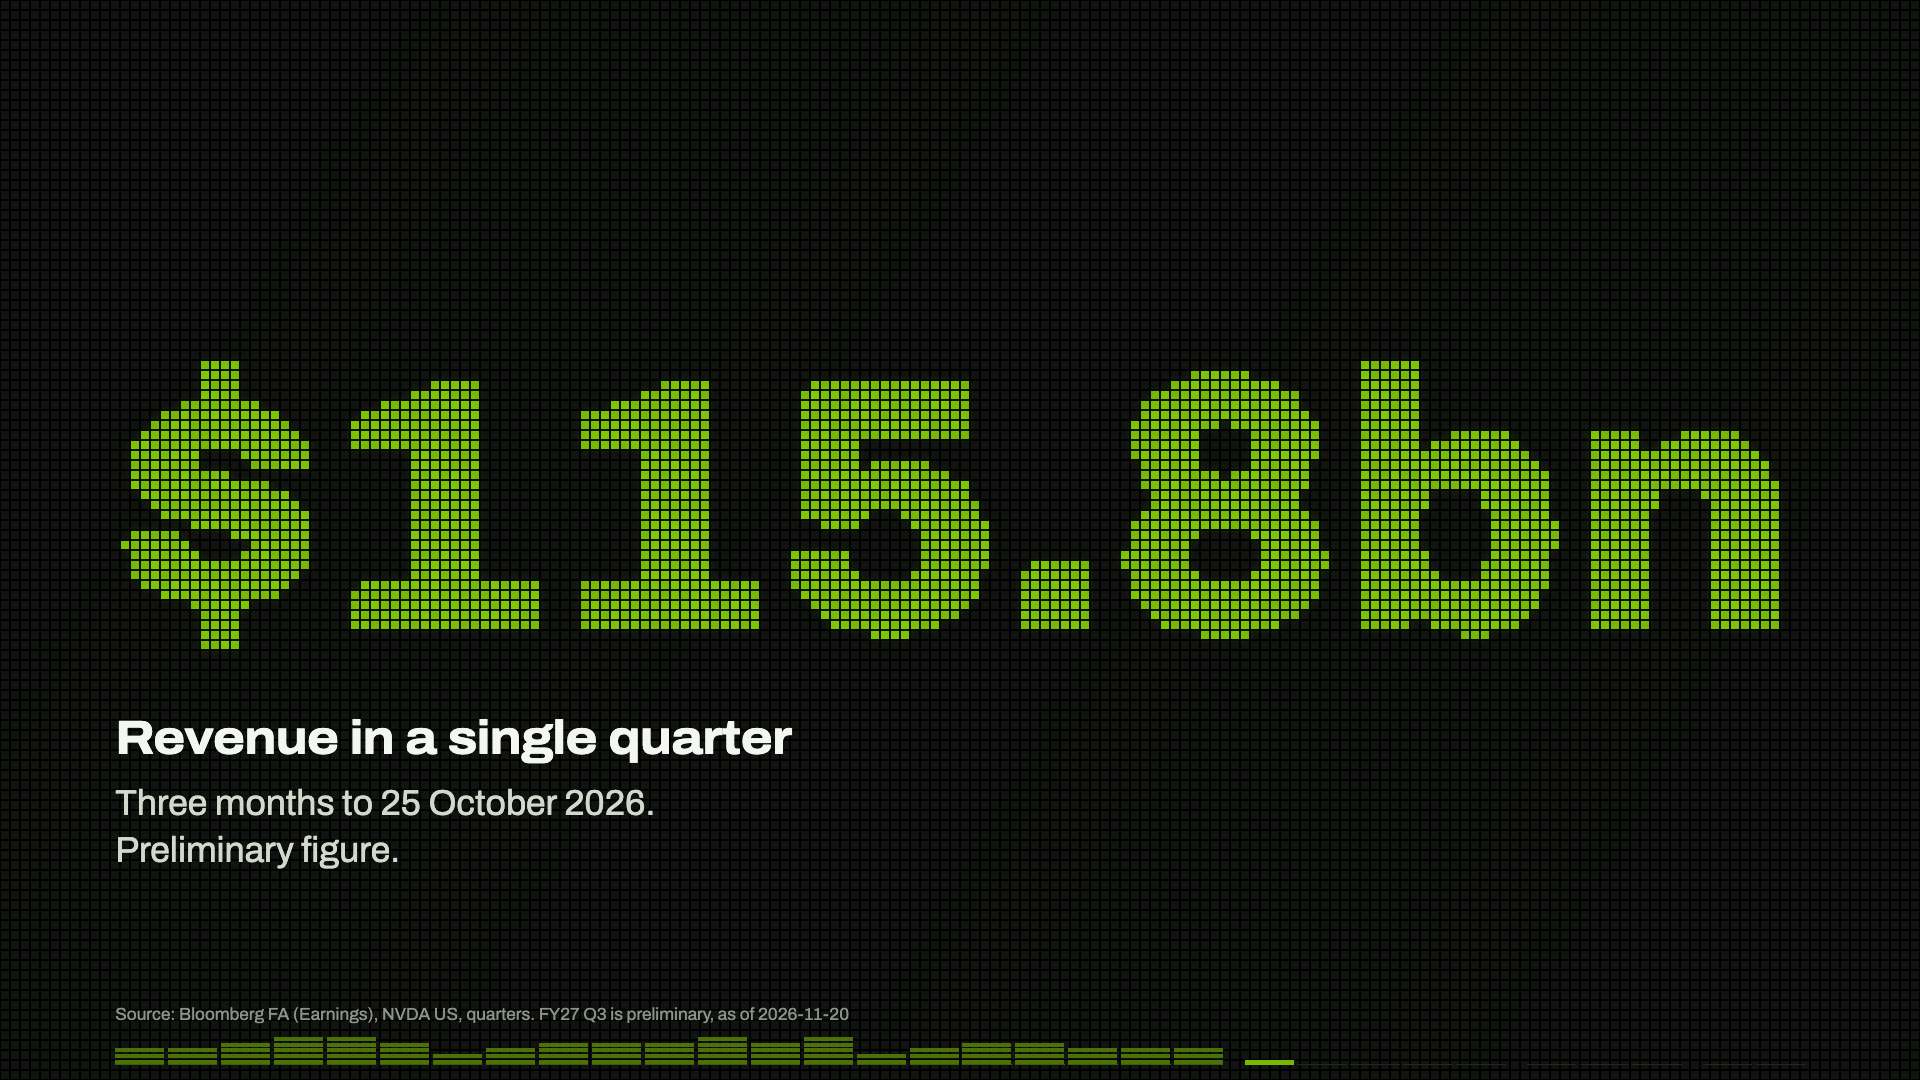 $115.8bn
Revenue in a single quarter
Three months to 25 October 2026.
Preliminary figure.
Source: Bloomberg FA (Earnings), NVDA US, quarters. FY27 Q3 is preliminary, as of 2026-11-20